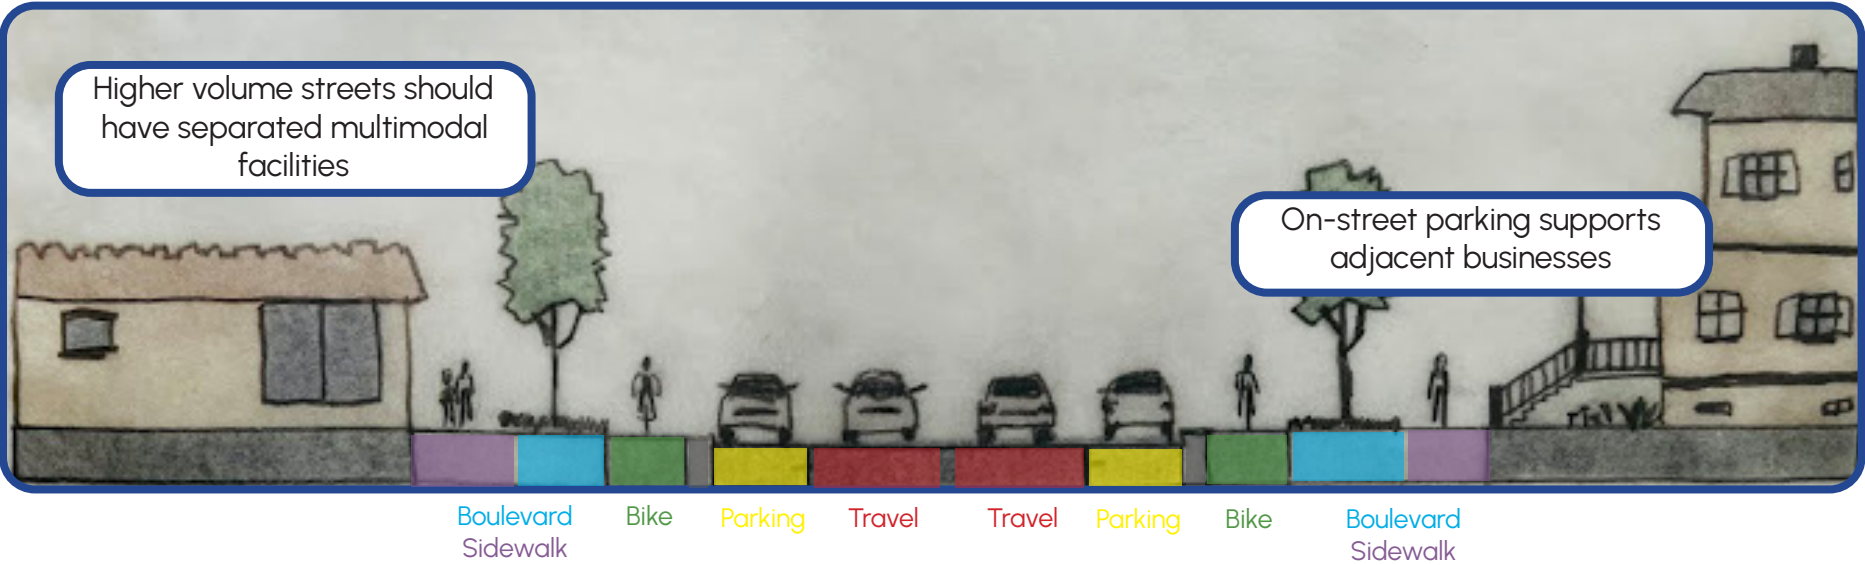 Higher volume streets should
have separated multimodal
facilities
On-street parking supports
adjacent businesses
Boulevard
Sidewalk
Bike
Parking
Travel
Travel
Parking
Bike
Boulevard
Sidewalk